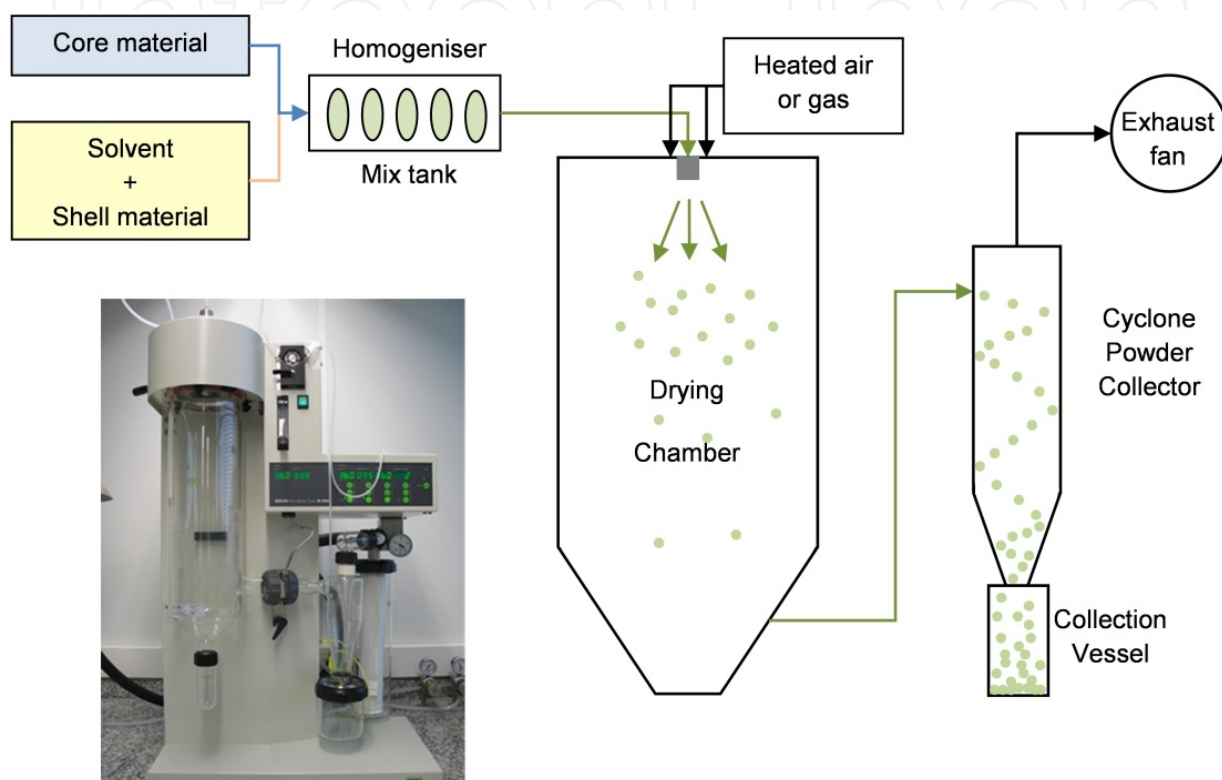 Core material
Solvent
+
Shell material
Homogeniser
Mix tank
Heated air
or gas
Exhaust
fan
Drying
Chamber
Cyclone
Powder
Collector
Collection
Vessel